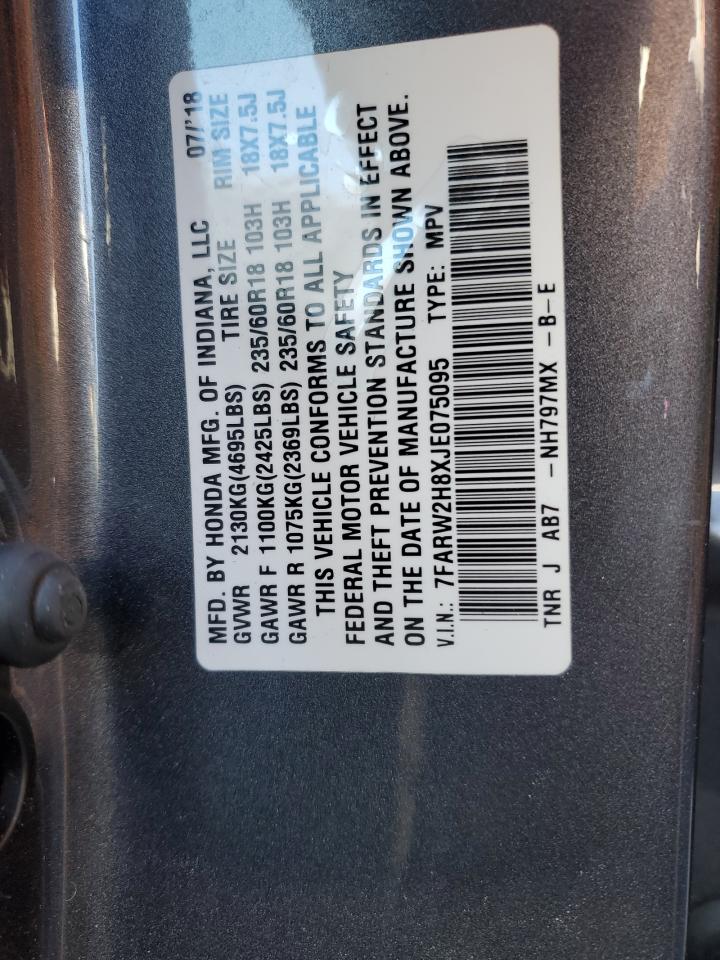 MFD. BY HONDA MFG. OF INDIANA, LLC 07/'18
GVWR 2130KG(4695LBS) TIRE SIZE RIM SIZE
GAWR F 1100KG(2425LBS) 235/60R18 103H 18X7.5J
GAWR R 1075KG(2369LBS) 235/60R18 103H 18X7.5J
THIS VEHICLE CONFORMS TO ALL APPLICABLE
FEDERAL MOTOR VEHICLE SAFETY
AND THEFT PREVENTION STANDARDS IN EFFECT
ON THE DATE OF MANUFACTURE SHOWN ABOVE.
V.I.N.: 7FARW2H8XJE075095 TYPE: MPV
TNR J AB7 -NH797MX -B-E